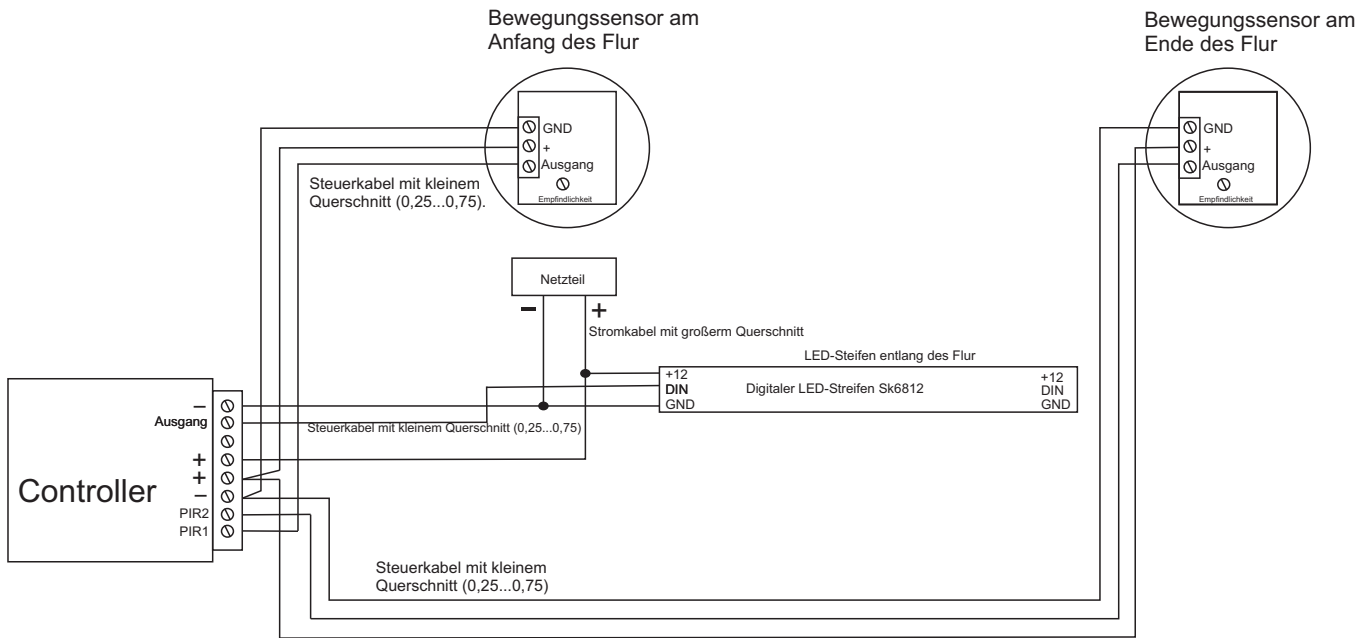 Bewegungssensor am
Anfang des Flur
Bewegungssensor am
Ende des Flur
GND
+
Ausgang
Empfindlichkeit
GND
+
Ausgang
Empfindlichkeit
Steuerkabel mit kleinem
Querschnitt (0,25...0,75).
Netzteil
− +
Stromkabel mit großerm Querschnitt
LED-Steifen entlang des Flur
+12
DIN
GND
Digitaler LED-Streifen Sk6812
+12
DIN
GND
Controller
−
Ausgang
+
+
−
PIR2
PIR1
Steuerkabel mit kleinem Querschnitt (0,25...0,75)
Steuerkabel mit kleinem
Querschnitt (0,25...0,75)